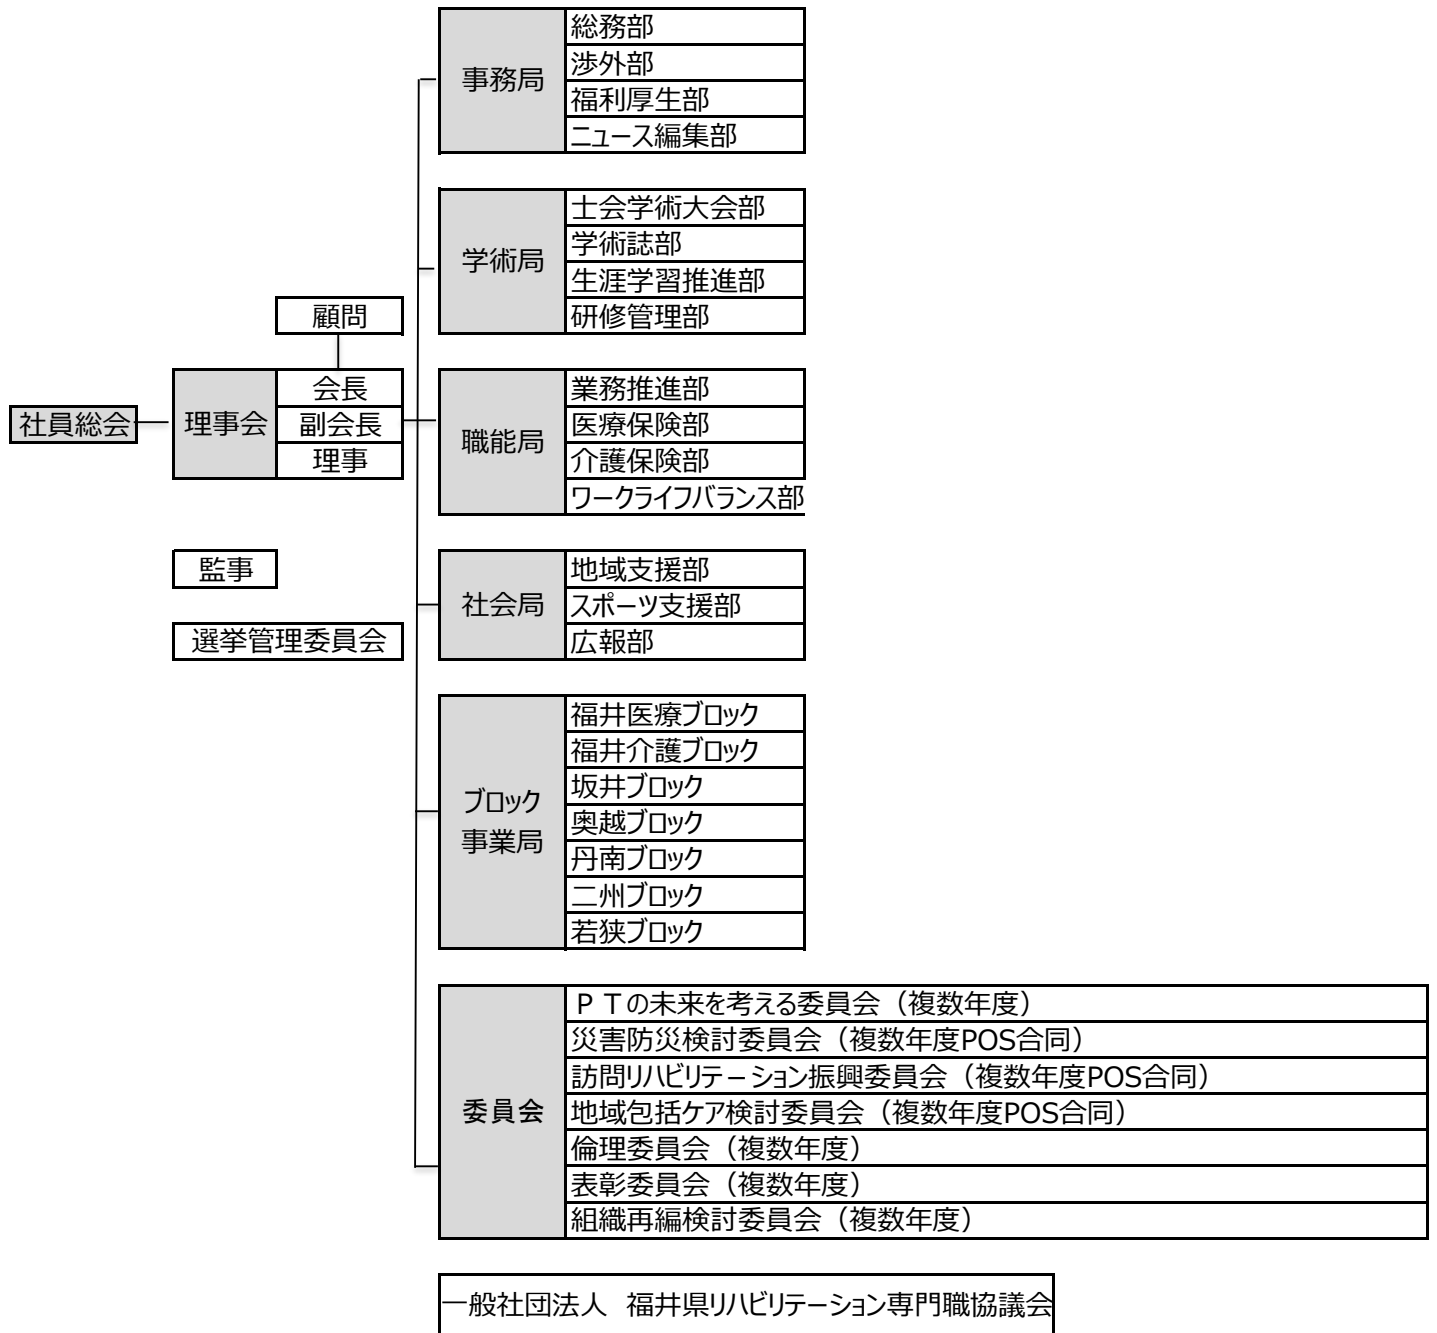 社員総会
理事会
顧問
会長
副会長
理事
監事
選挙管理委員会
事務局
総務部
渉外部
福利厚生部
ニュース編集部
学術局
士会学術大会部
学術誌部
生涯学習推進部
研修管理部
職能局
業務推進部
医療保険部
介護保険部
ワークライフバランス部
社会局
地域支援部
スポーツ支援部
広報部
ブロック
事業局
福井医療ブロック
福井介護ブロック
坂井ブロック
奥越ブロック
丹南ブロック
二州ブロック
若狭ブロック
委員会
ＰＴの未来を考える委員会（複数年度）
災害防災検討委員会（複数年度POS合同）
訪問リハビリテーション振興委員会（複数年度POS合同）
地域包括ケア検討委員会（複数年度POS合同）
倫理委員会（複数年度）
表彰委員会（複数年度）
組織再編検討委員会（複数年度）
一般社団法人　福井県リハビリテーション専門職協議会